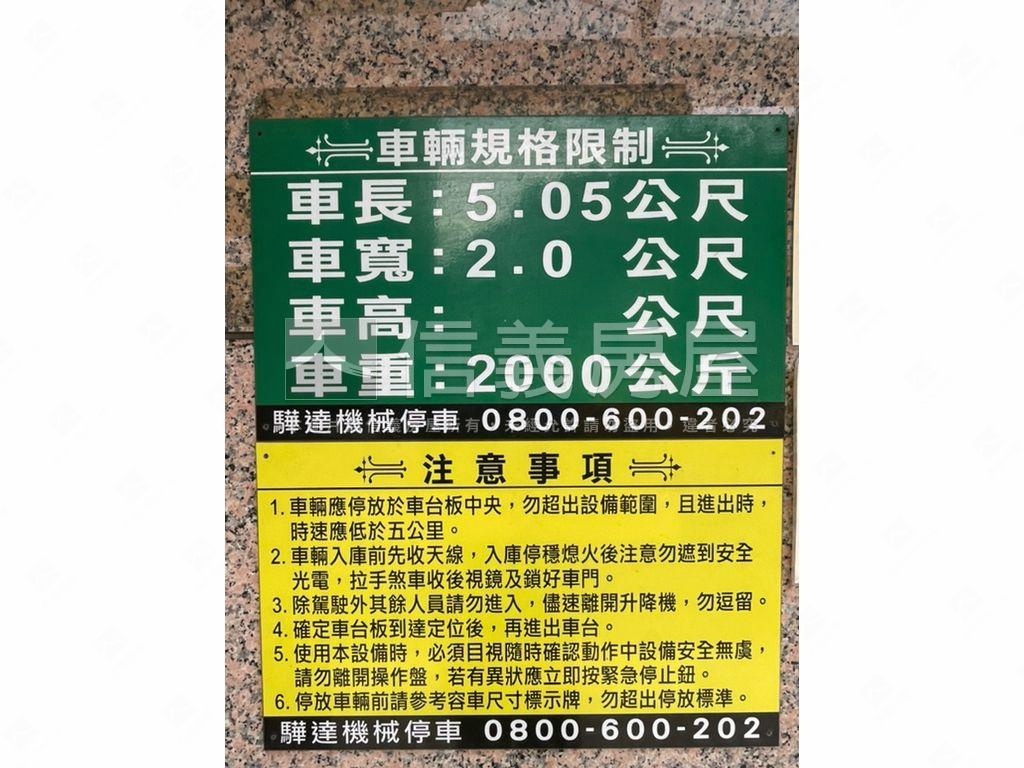 車輛規格限制
車長:5.05公尺
車寬:2.0 公尺
車高: 公尺
車重:2000公斤
信義房屋
驊達機械停車 0800-600-202
注意事項
1. 車輛應停放於車台板中央，勿超出設備範圍，且進出時，
時速應低於五公里。
2. 車輛入庫前先收天線，入庫停穩熄火後注意勿遮到安全
光電，拉手煞車收後視鏡及鎖好車門。
3. 除駕駛外其餘人員請勿進入，儘速離開升降機，勿逗留。
4. 確定車台板到達定位後，再進出車台。
5. 使用本設備時，必須目視隨時確認動作中設備安全無虞，
請勿離開操作盤，若有異狀應立即按緊急停止鈕。
6. 停放車輛前請參考容車尺寸標示牌，勿超出停放標準。
驊達機械停車 0800-600-202